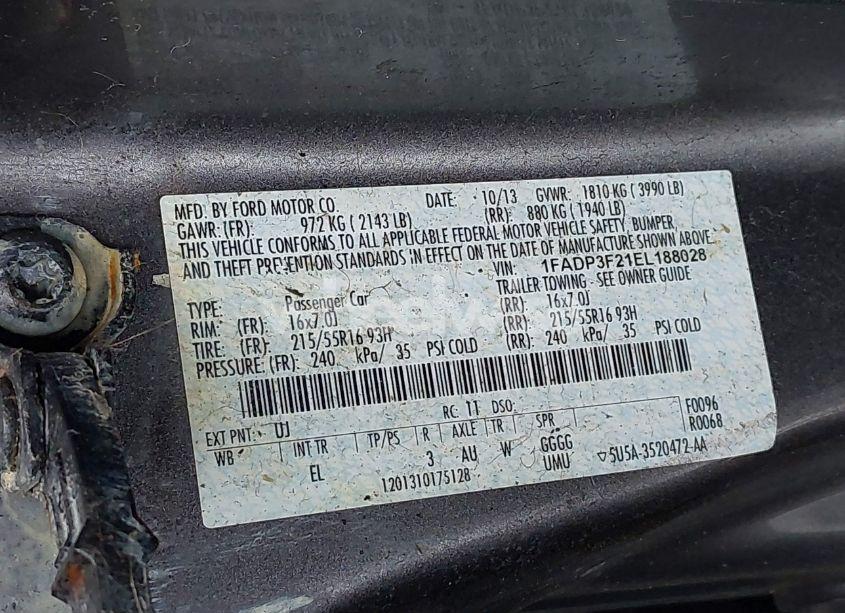 MFD. BY FORD MOTOR CO. DATE: 10/13 GVWR: 1810 KG ( 3990 LB)
GAWR:(FR): 972 KG ( 2143 LB) (RR): 880 KG ( 1940 LB)
THIS VEHICLE CONFORMS TO ALL APPLICABLE FEDERAL MOTOR VEHICLE SAFETY, BUMPER,
AND THEFT PREVENTION STANDARDS IN EFFECT ON THE DATE OF MANUFACTURE SHOWN ABOVE.
VIN: 1FADP3F21EL188028
TYPE: Passenger Car TRAILER TOWING - SEE OWNER GUIDE
RIM: (FR): 16x7.0J (RR): 16x7.0J
TIRE: (FR): 215/55R16 93H (RR): 215/55R16 93H
PRESSURE:(FR): 240 kPa/ 35 PSI COLD (RR): 240 kPa/ 35 PSI COLD
EXT PNT: UJ RC: 11 DSO: F0096
WB INT TR TP/PS R AXLE TR SPR R0068
EL 3 AU W GGGG
UMU 5U5A-3520472-AA
1201310175128